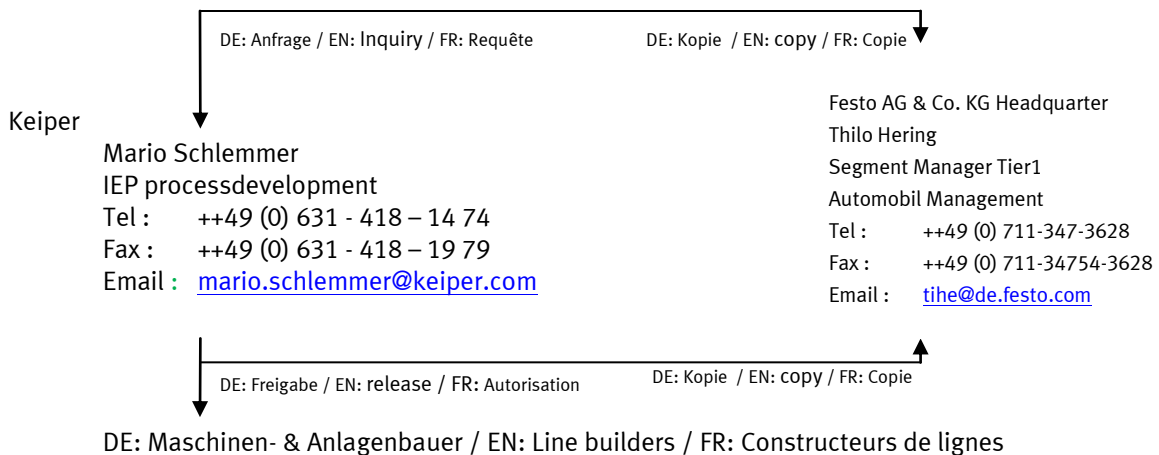 DE: Anfrage / EN: Inquiry / FR: Requête
DE: Kopie / EN: copy / FR: Copie
Keiper
Mario Schlemmer
IEP processdevelopment
Tel : ++49 (0) 631 - 418 – 14 74
Fax : ++49 (0) 631 - 418 – 19 79
Email : mario.schlemmer@keiper.com
Festo AG & Co. KG Headquarter
Thilo Hering
Segment Manager Tier1
Automobil Management
Tel : ++49 (0) 711-347-3628
Fax : ++49 (0) 711-34754-3628
Email : tihe@de.festo.com
DE: Freigabe / EN: release / FR: Autorisation
DE: Kopie / EN: copy / FR: Copie
DE: Maschinen- & Anlagenbauer / EN: Line builders / FR: Constructeurs de lignes